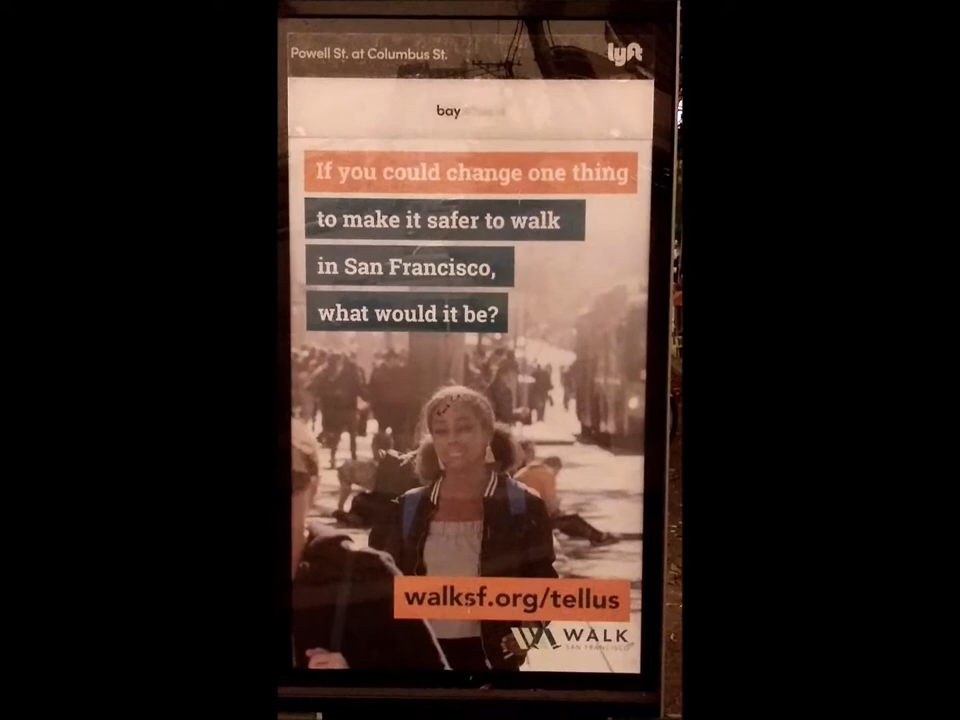 Powell St. at Columbus St.
lyft
bay
If you could change one thing
to make it safer to walk
in San Francisco,
what would it be?
walksf.org/tellus
WALK
SAN FRANCISCO